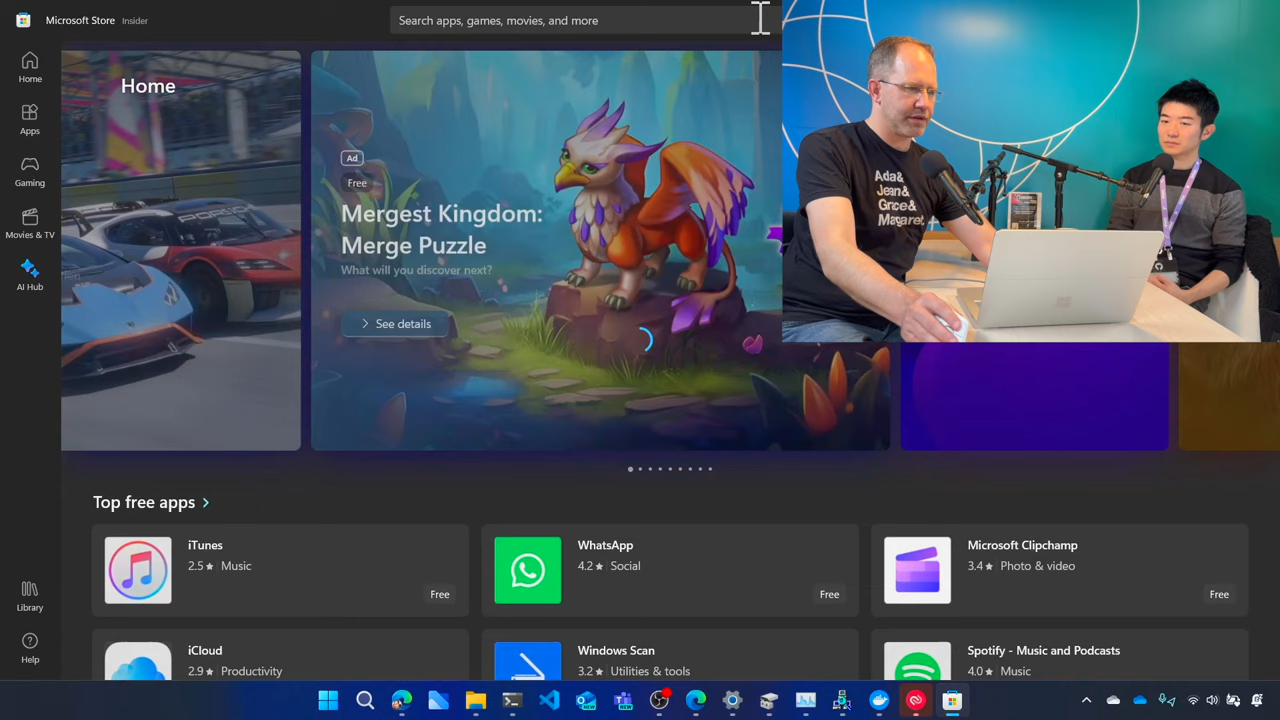 Microsoft Store Insider
Search apps, games, movies, and more
Home
Apps
Gaming
Movies & TV
AI Hub
Library
Help
Home
PORSCHE
Ad
Free
Mergest Kingdom:
Merge Puzzle
What will you discover next?
See details
Ada&
Jean&
Grace&
Margaret.
Top free apps
iTunes
2.5 Music
Free
WhatsApp
4.2 Social
Free
Microsoft Clipchamp
3.4 Photo & video
Free
iCloud
2.9 Productivity
Windows Scan
3.2 Utilities & tools
Spotify - Music and Podcasts
4.0 Music
NEW
NEW